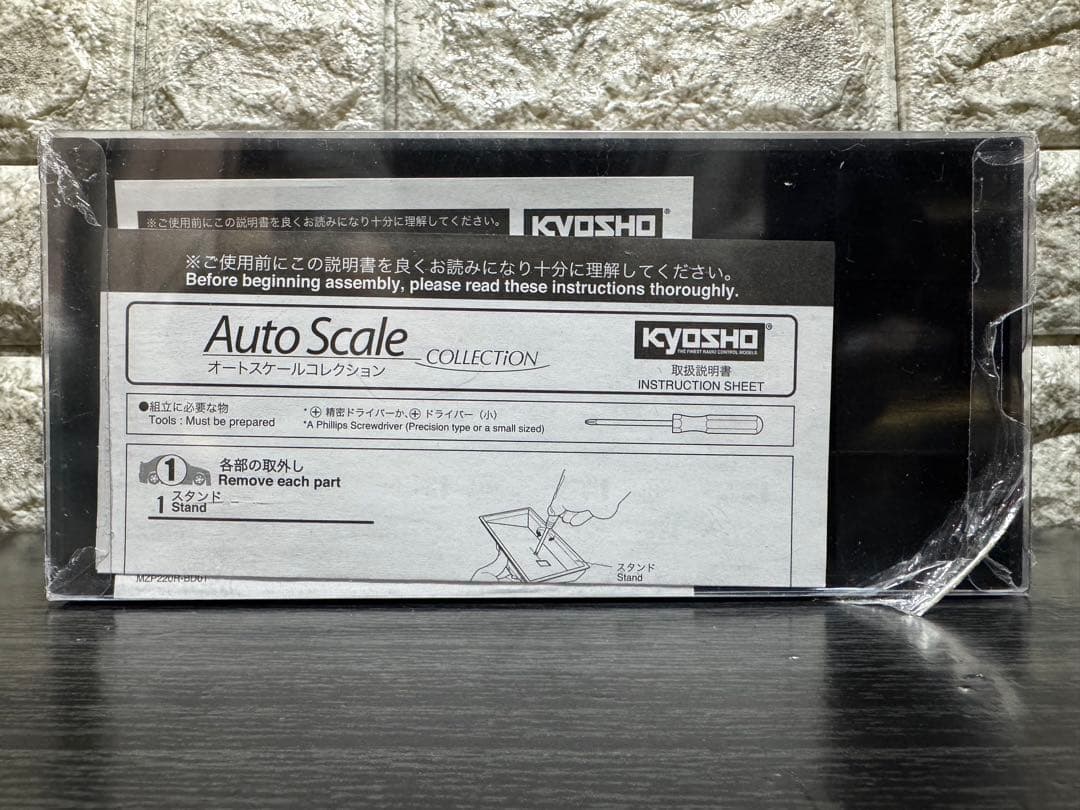 ※ご使用前にこの説明書を良くお読みになり十分に理解してください。
KYOSHO®
※ご使用前にこの説明書を良くお読みになり十分に理解してください。
Before beginning assembly, please read these instructions thoroughly.
Auto Scale COLLECTiON
オートスケールコレクション
KYOSHO®
THE FINEST RADIO CONTROL MODELS
取扱説明書
INSTRUCTION SHEET
●組立に必要な物
Tools : Must be prepared
*⊕ 精密ドライバーか、⊕ ドライバー（小）
*A Phillips Screwdriver (Precision type or a small sized)
1 各部の取外し
Remove each part
1 スタンド
Stand
スタンド
Stand
MZP220R-BD01